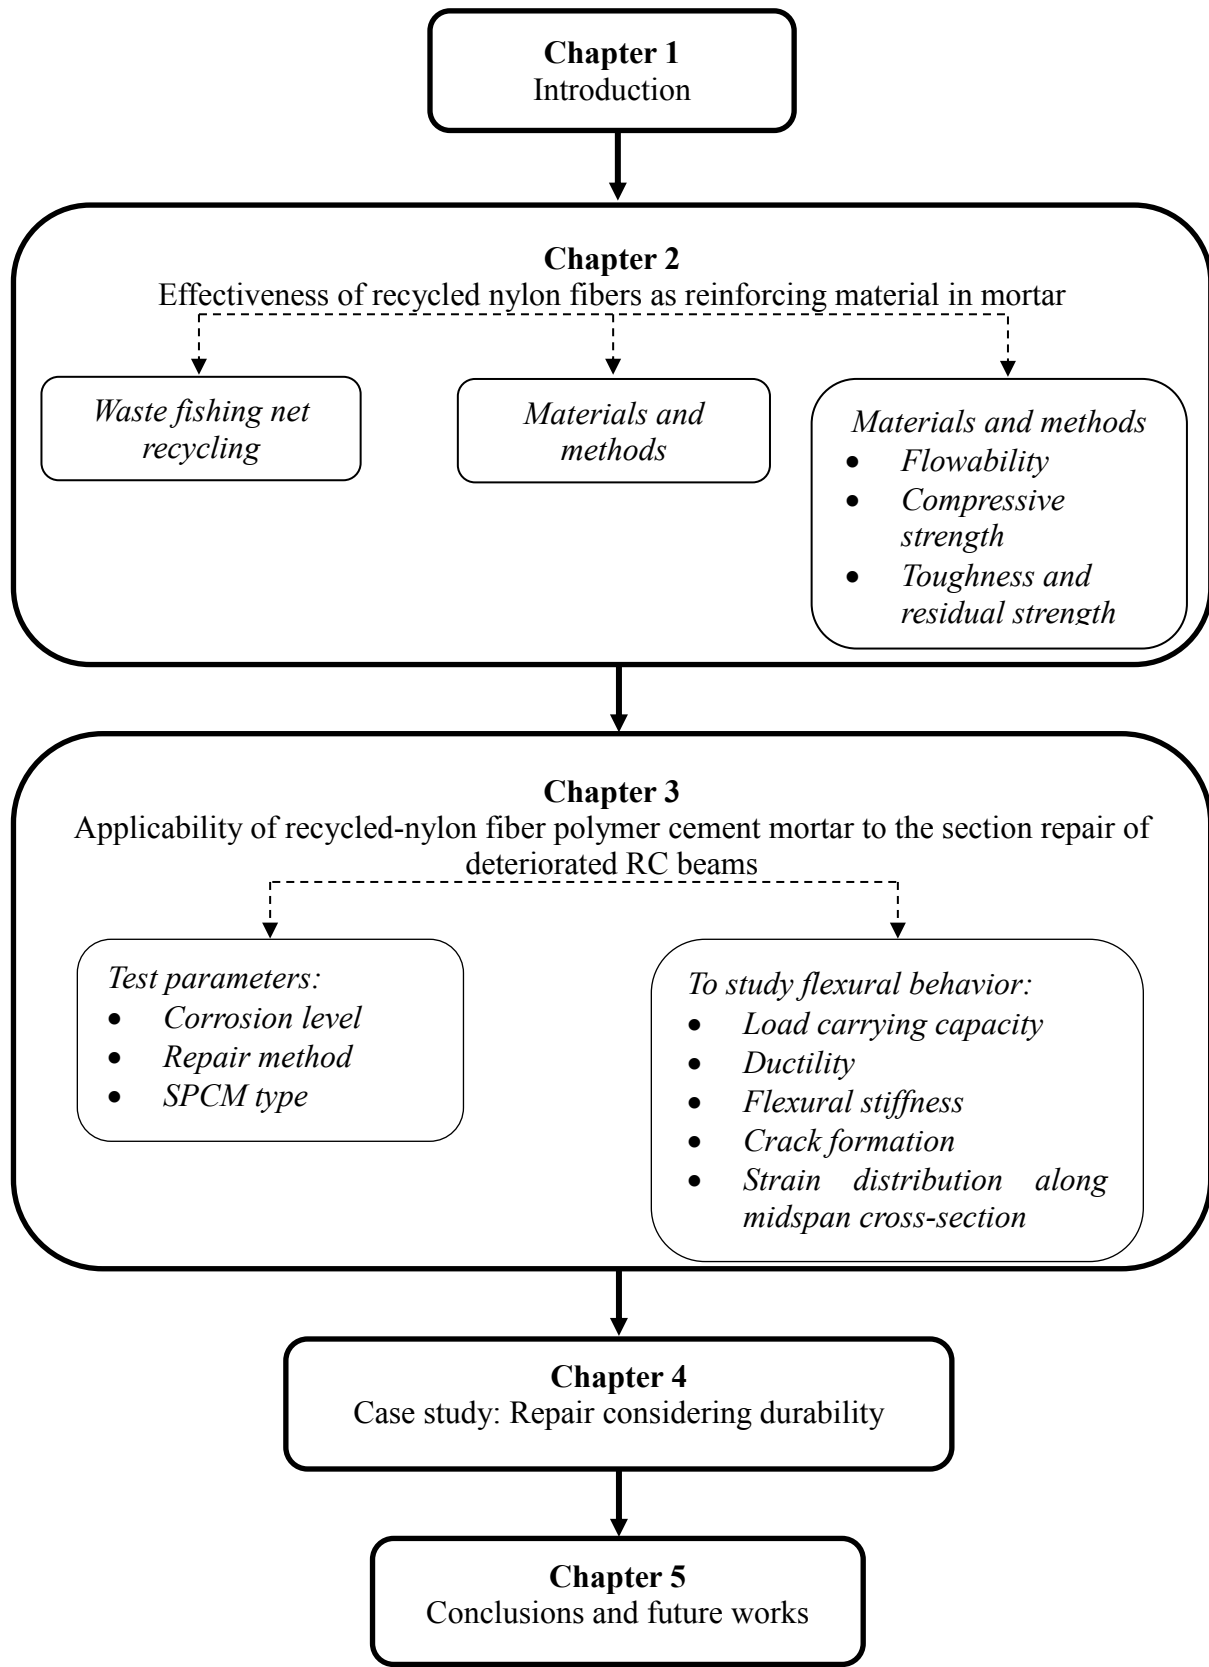 Chapter 1
Introduction
Chapter 2
Effectiveness of recycled nylon fibers as reinforcing material in mortar
Waste fishing net
recycling
Materials and
methods
Materials and methods
• Flowability
• Compressive
strength
• Toughness and
residual strength
Chapter 3
Applicability of recycled-nylon fiber polymer cement mortar to the section repair of
deteriorated RC beams
Test parameters:
• Corrosion level
• Repair method
• SPCM type
To study flexural behavior:
• Load carrying capacity
• Ductility
• Flexural stiffness
• Crack formation
• Strain distribution along
midspan cross-section
Chapter 4
Case study: Repair considering durability
Chapter 5
Conclusions and future works